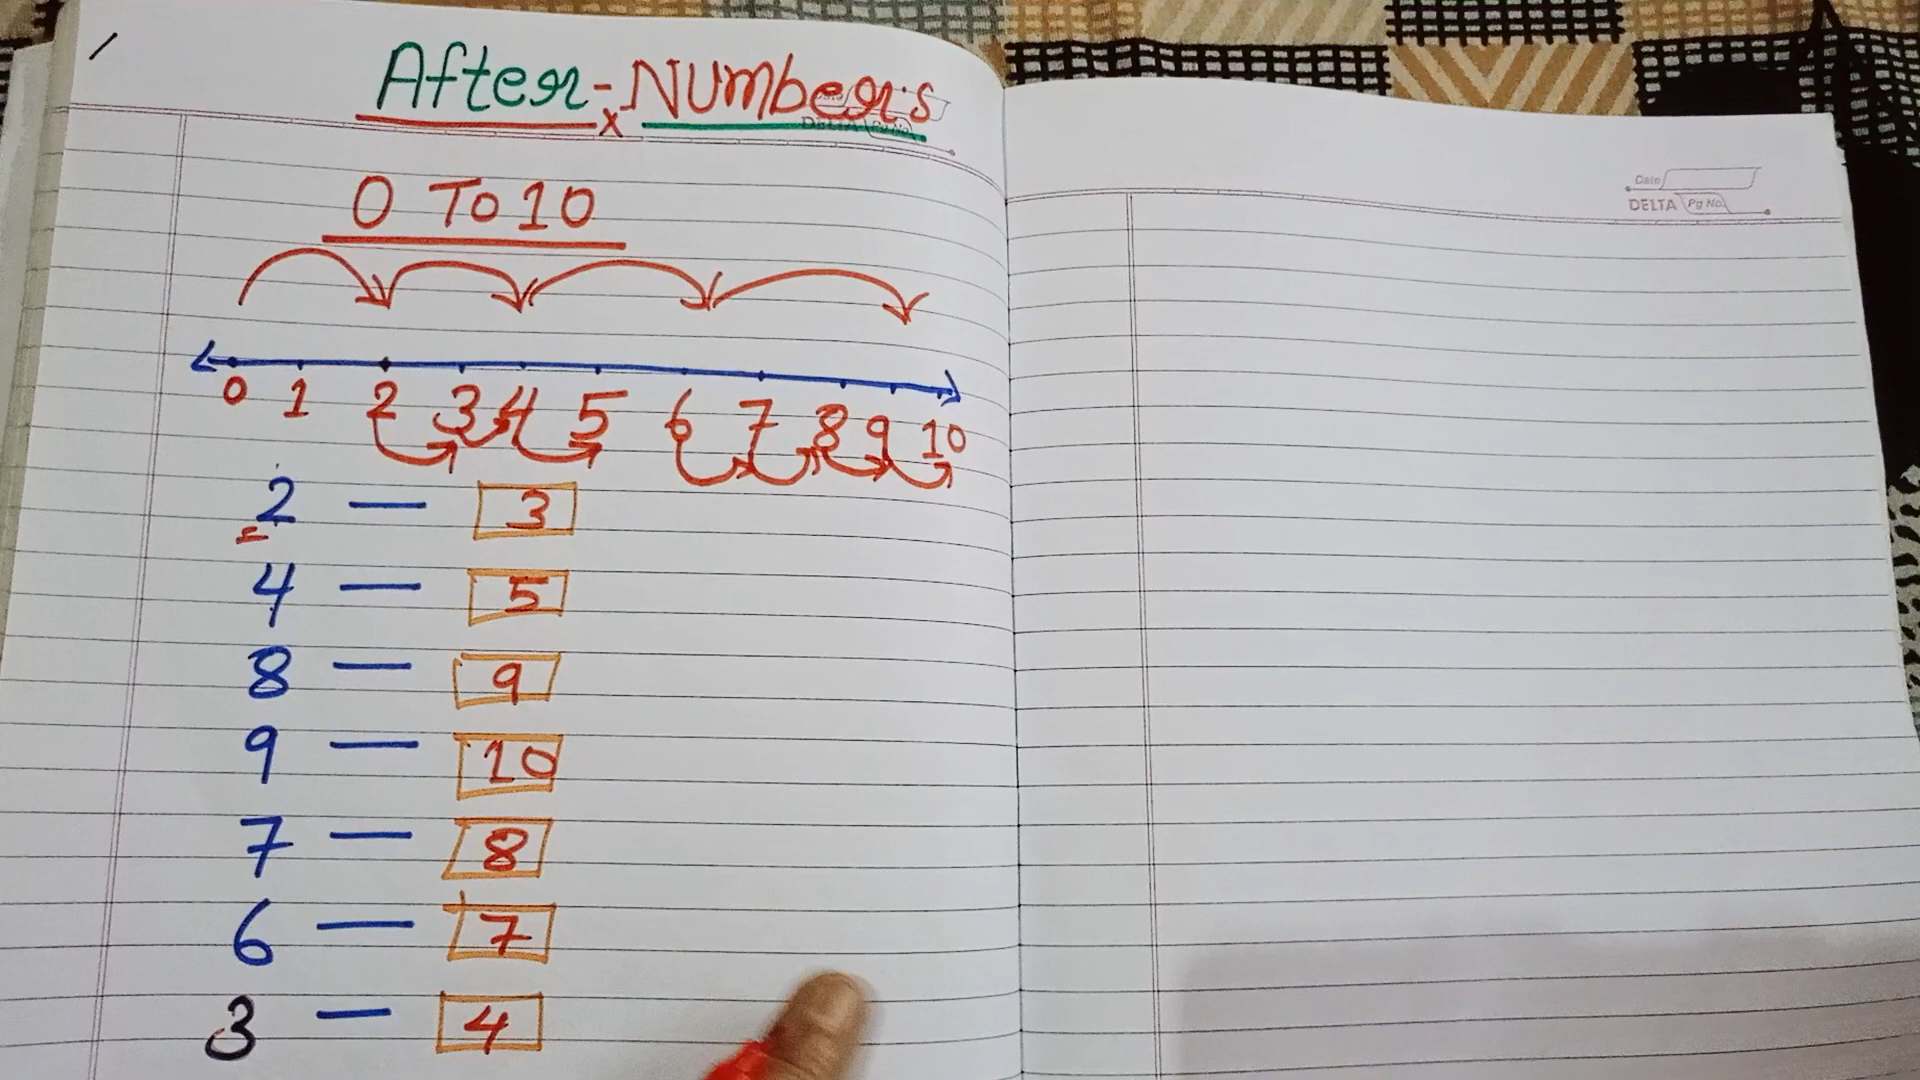 After-Numbers
0 To 10
0 1 2 3 4 5 6 7 8 9 10
2 — 3
4 — 5
8 — 9
9 — 10
7 — 8
6 — 7
3 — 4
Date
DELTA Pg No.